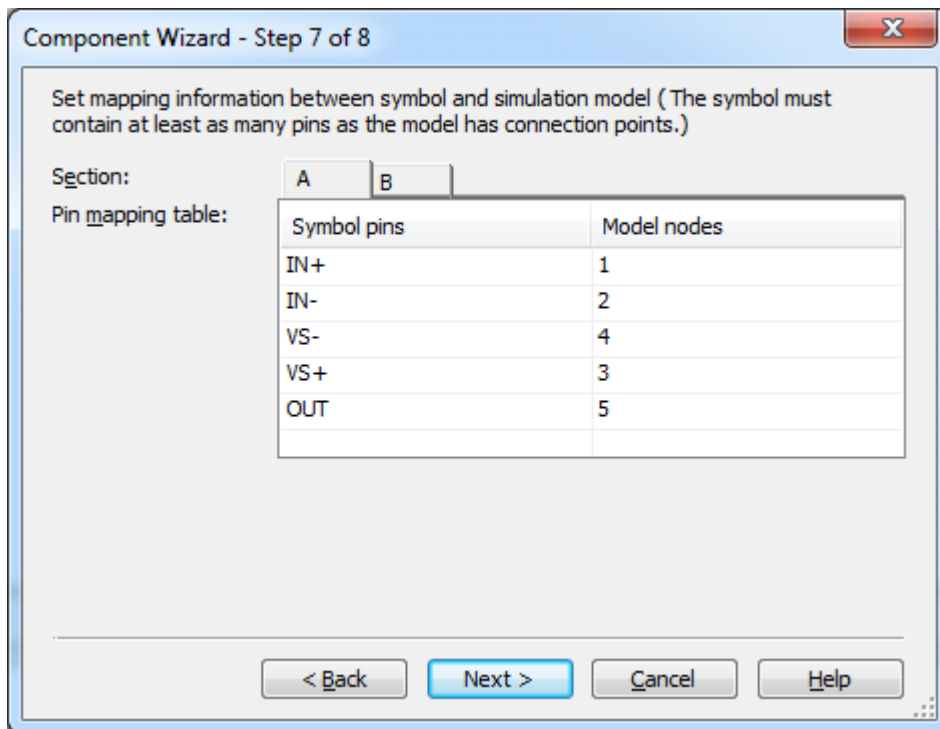 Component Wizard - Step 7 of 8
Set mapping information between symbol and simulation model ( The symbol must
contain at least as many pins as the model has connection points.)
Section:
A B
Pin mapping table:
Symbol pins Model nodes
IN+ 1
IN- 2
VS- 4
VS+ 3
OUT 5
< Back Next > Cancel Help